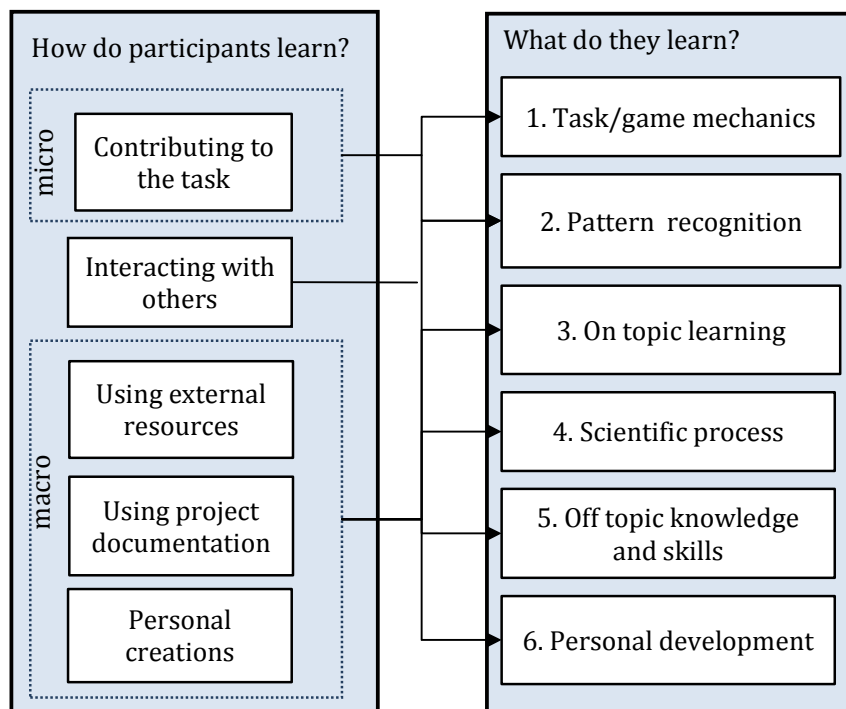 How do participants learn?
micro
Contributing to
the task
Interacting with
others
macro
Using external
resources
Using project
documentation
Personal
creations
What do they learn?
1. Task/game mechanics
2. Pattern recognition
3. On topic learning
4. Scientific process
5. Off topic knowledge
and skills
6. Personal development